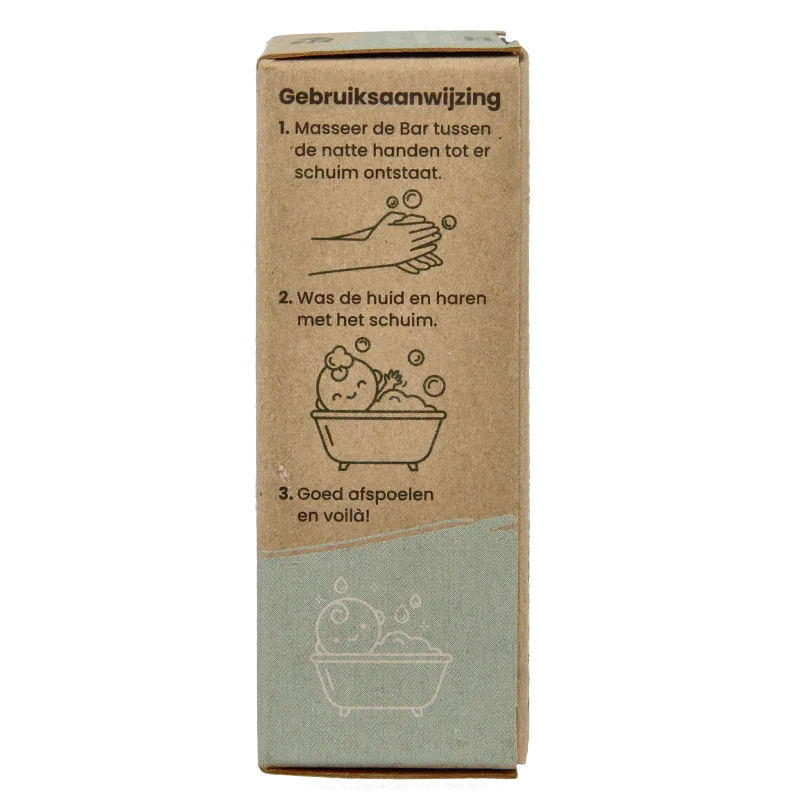 Gebruiksaanwijzing
1. Masseer de Bar tussen
de natte handen tot er
schuim ontstaat.
2. Was de huid en haren
met het schuim.
3. Goed afspoelen
en voilà!